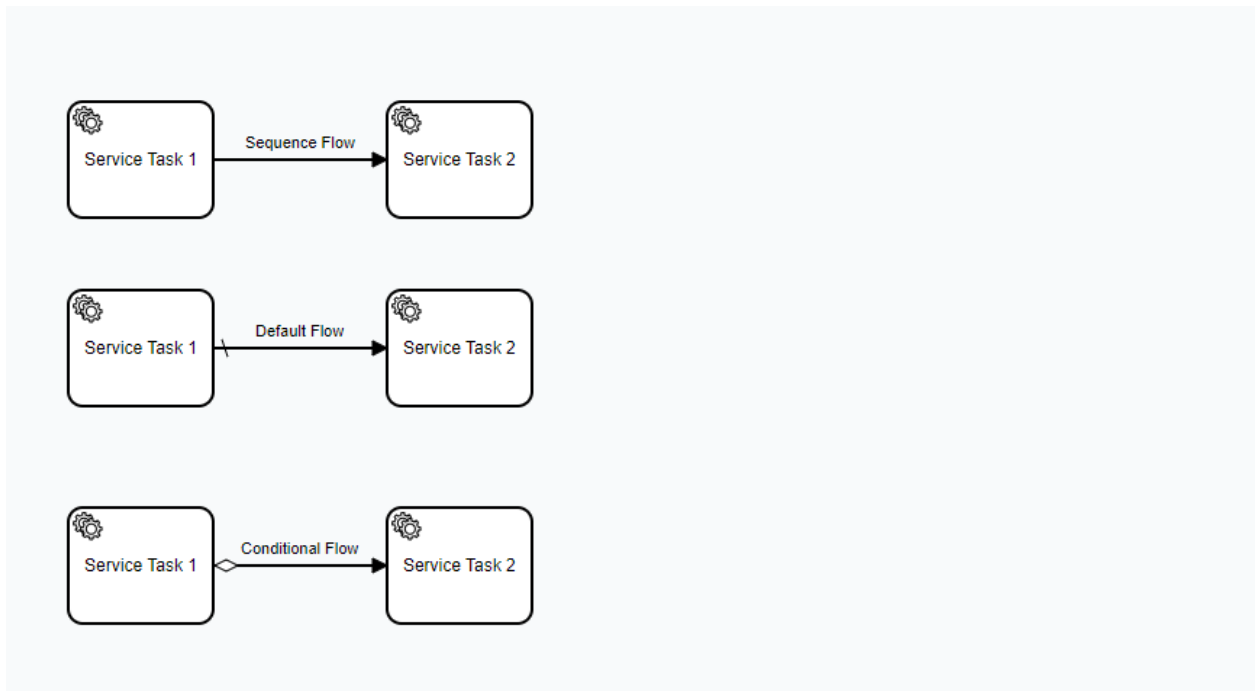 Service Task 1
Sequence Flow
Service Task 2
Service Task 1
Default Flow
Service Task 2
Service Task 1
Conditional Flow
Service Task 2